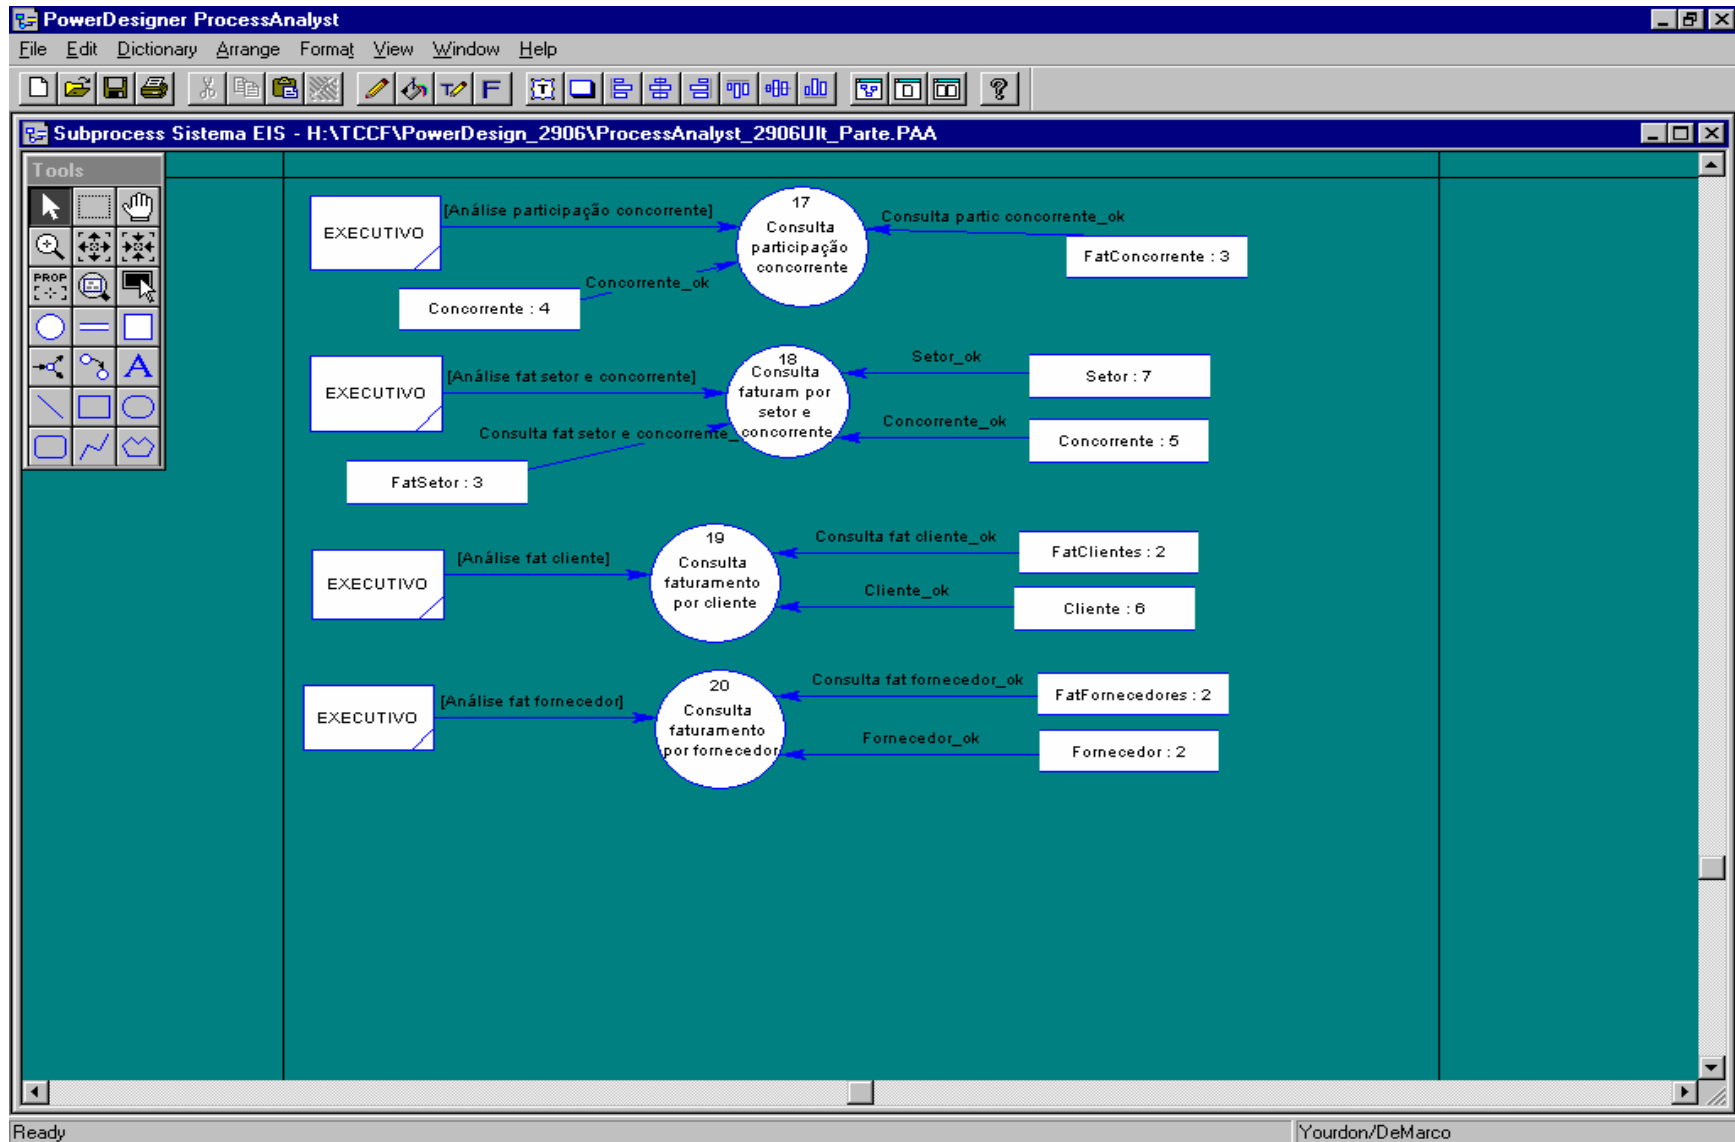 PowerDesigner ProcessAnalyst
File Edit Dictionary Arrange Format View Window Help
Subprocess Sistema EIS - H:\TCCF\PowerDesign_2906\ProcessAnalyst_2906Ult_Parte.PAA
Tools
PROP
EXECUTIVO
[Análise participação concorrente]
17
Consulta
participação
concorrente
Consulta partic concorrente_ok
FatConcorrente : 3
Concorrente_ok
Concorrente : 4
EXECUTIVO
[Análise fat setor e concorrente]
18
Consulta
faturam por
setor e
concorrente
Setor_ok
Setor : 7
Consulta fat setor e concorrente_
Concorrente_ok
Concorrente : 5
FatSetor : 3
EXECUTIVO
[Análise fat cliente]
19
Consulta
faturamento
por cliente
Consulta fat cliente_ok
FatClientes : 2
Cliente_ok
Cliente : 6
EXECUTIVO
[Análise fat fornecedor]
20
Consulta
faturamento
por fornecedor
Consulta fat fornecedor_ok
FatFornecedores : 2
Fornecedor_ok
Fornecedor : 2
Ready
Yourdon/DeMarco